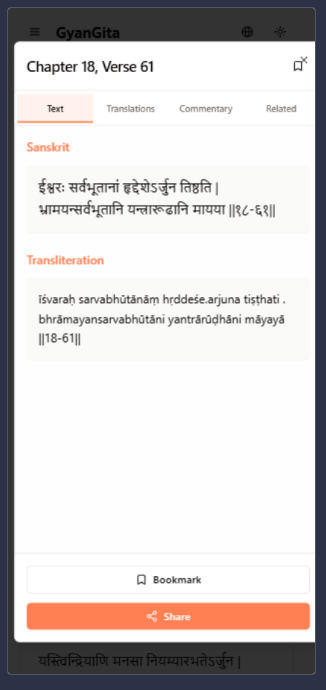 GyanGita
Chapter 18, Verse 61
Text
Translations
Commentary
Related
Sanskrit
ईश्वरः सर्वभूतानां हृद्देशेऽर्जुन तिष्ठति |
भ्रामयन्सर्वभूतानि यन्त्रारूढानि मायया ||१८-६१||
Transliteration
īśvaraḥ sarvabhūtānāṃ hṛddeśe.arjuna tiṣṭhati .
bhrāmayansarvabhūtāni yantrārūḍhāni māyayā
||18-61||
Bookmark
Share
यस्त्विन्द्रियाणि मनसा नियम्यारभतेऽर्जुन |